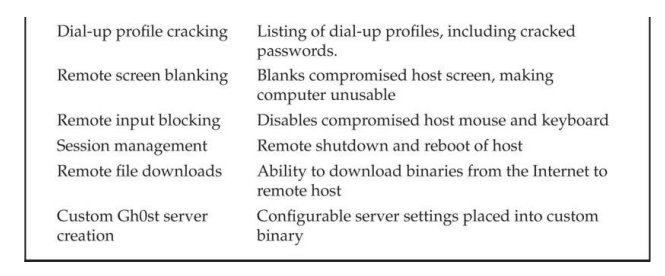 Dial-up profile cracking Listing of dial-up profiles, including cracked
passwords.
Remote screen blanking Blanks compromised host screen, making
computer unusable
Remote input blocking Disables compromised host mouse and keyboard
Session management Remote shutdown and reboot of host
Remote file downloads Ability to download binaries from the Internet to
remote host
Custom Gh0st server Configurable server settings placed into custom
creation binary